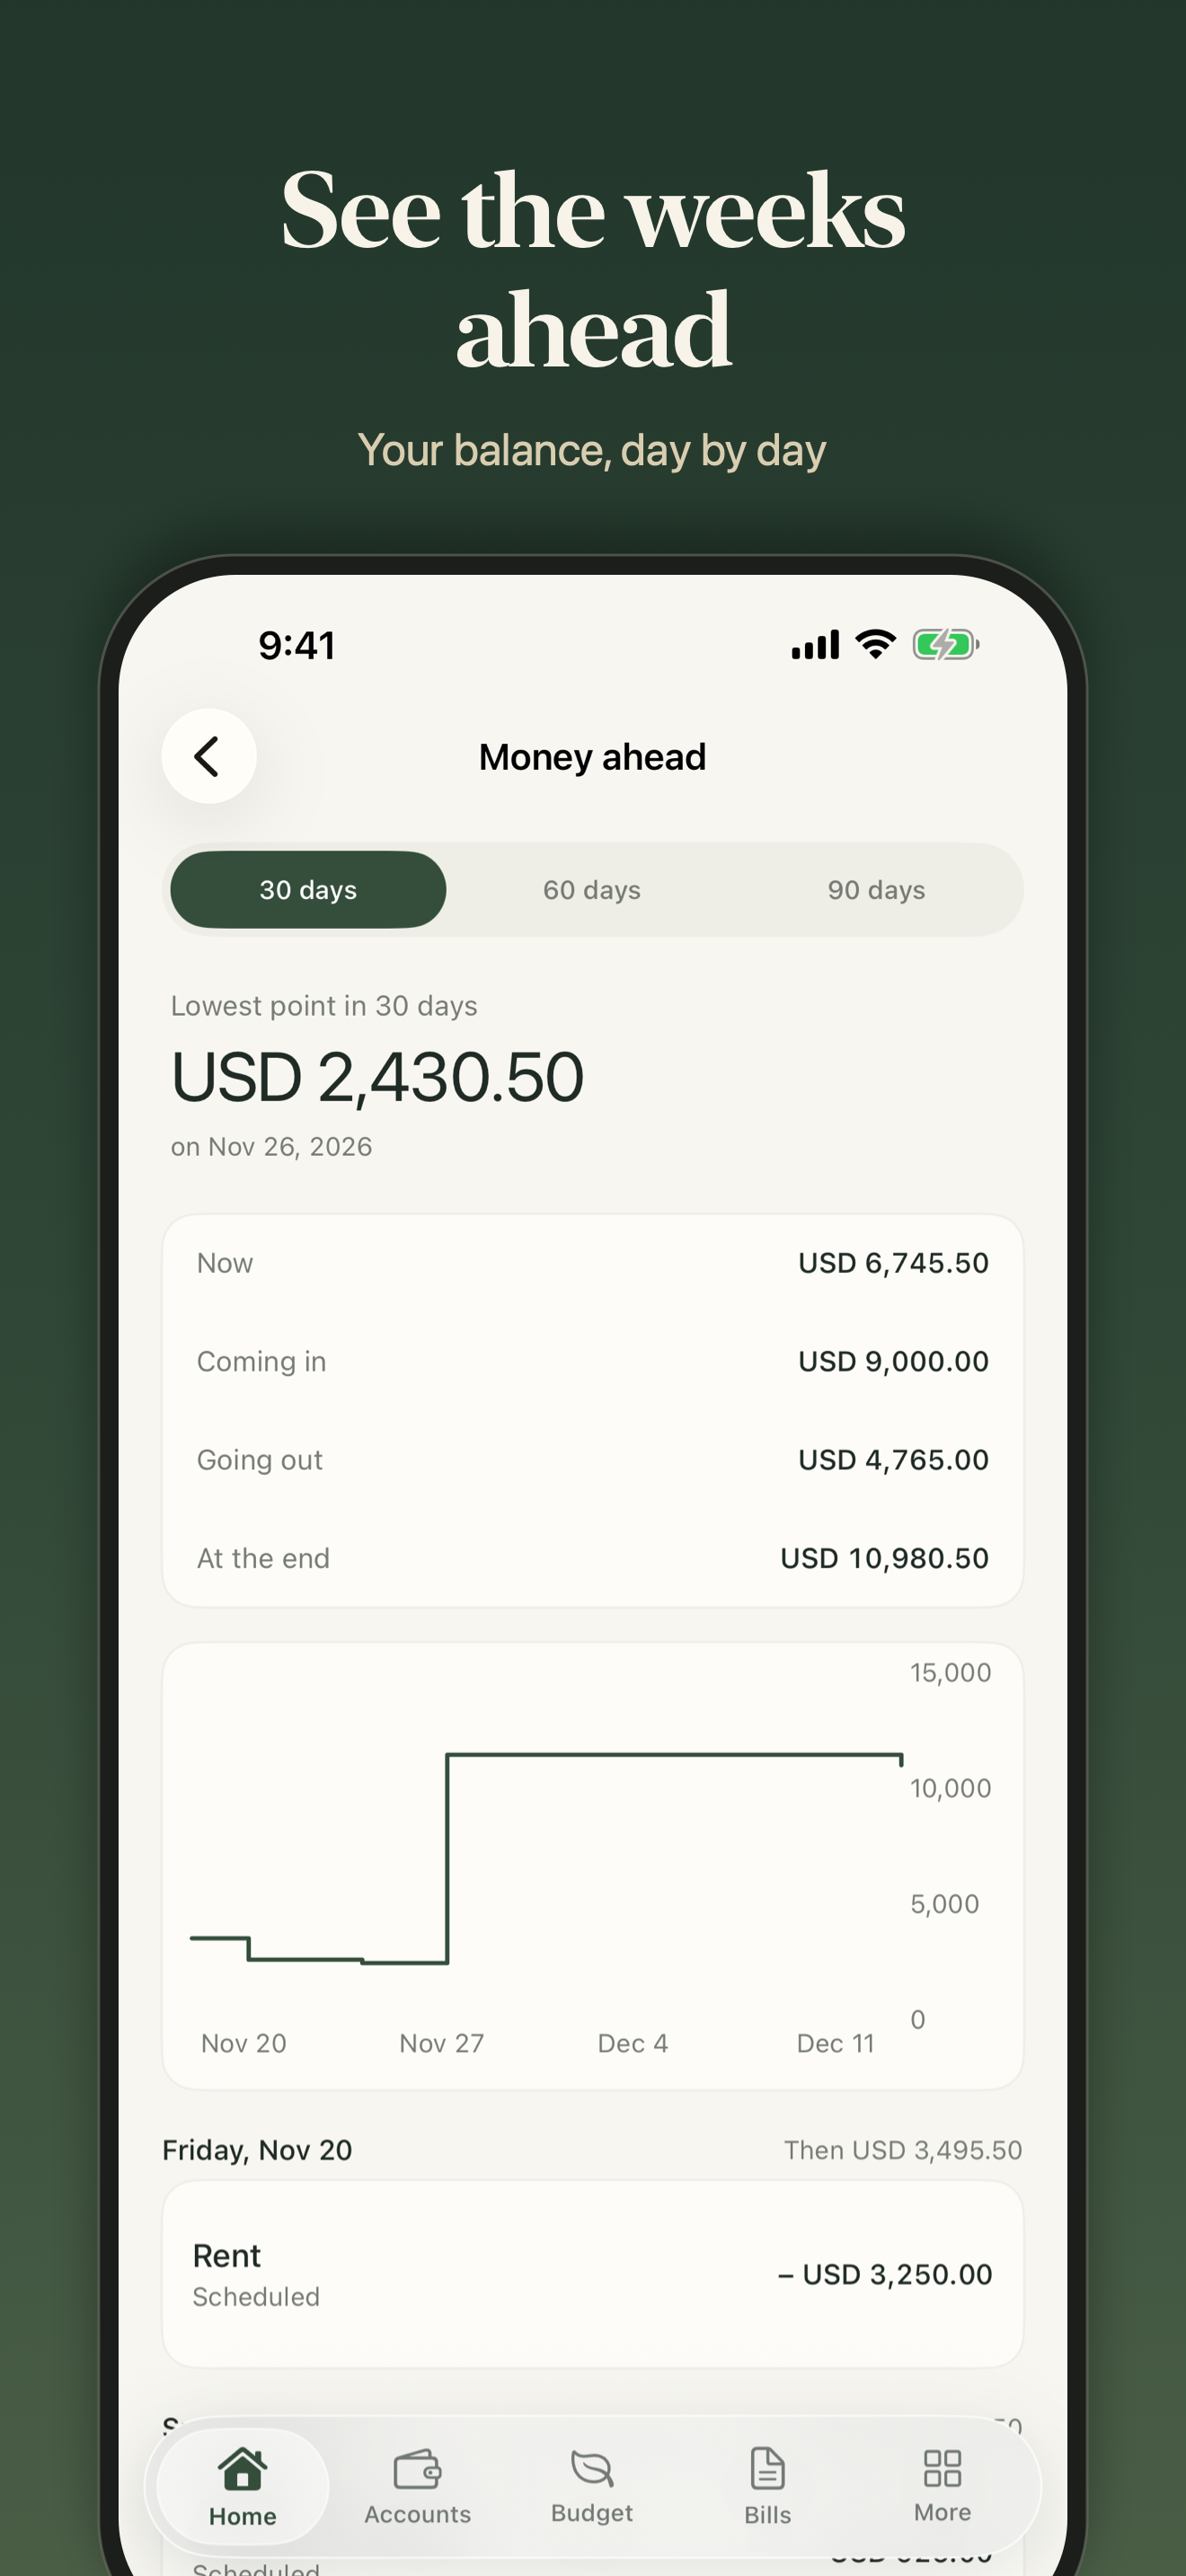 See the weeks
ahead
Your balance, day by day
9:41
Money ahead
30 days
60 days
90 days
Lowest point in 30 days
USD 2,430.50
on Nov 26, 2026
Now
USD 6,745.50
Coming in
USD 9,000.00
Going out
USD 4,765.00
At the end
USD 10,980.50
15,000
10,000
5,000
0
Nov 20
Nov 27
Dec 4
Dec 11
Friday, Nov 20
Then USD 3,495.50
Rent
Scheduled
– USD 3,250.00
Home
Accounts
Budget
Bills
More
Scheduled